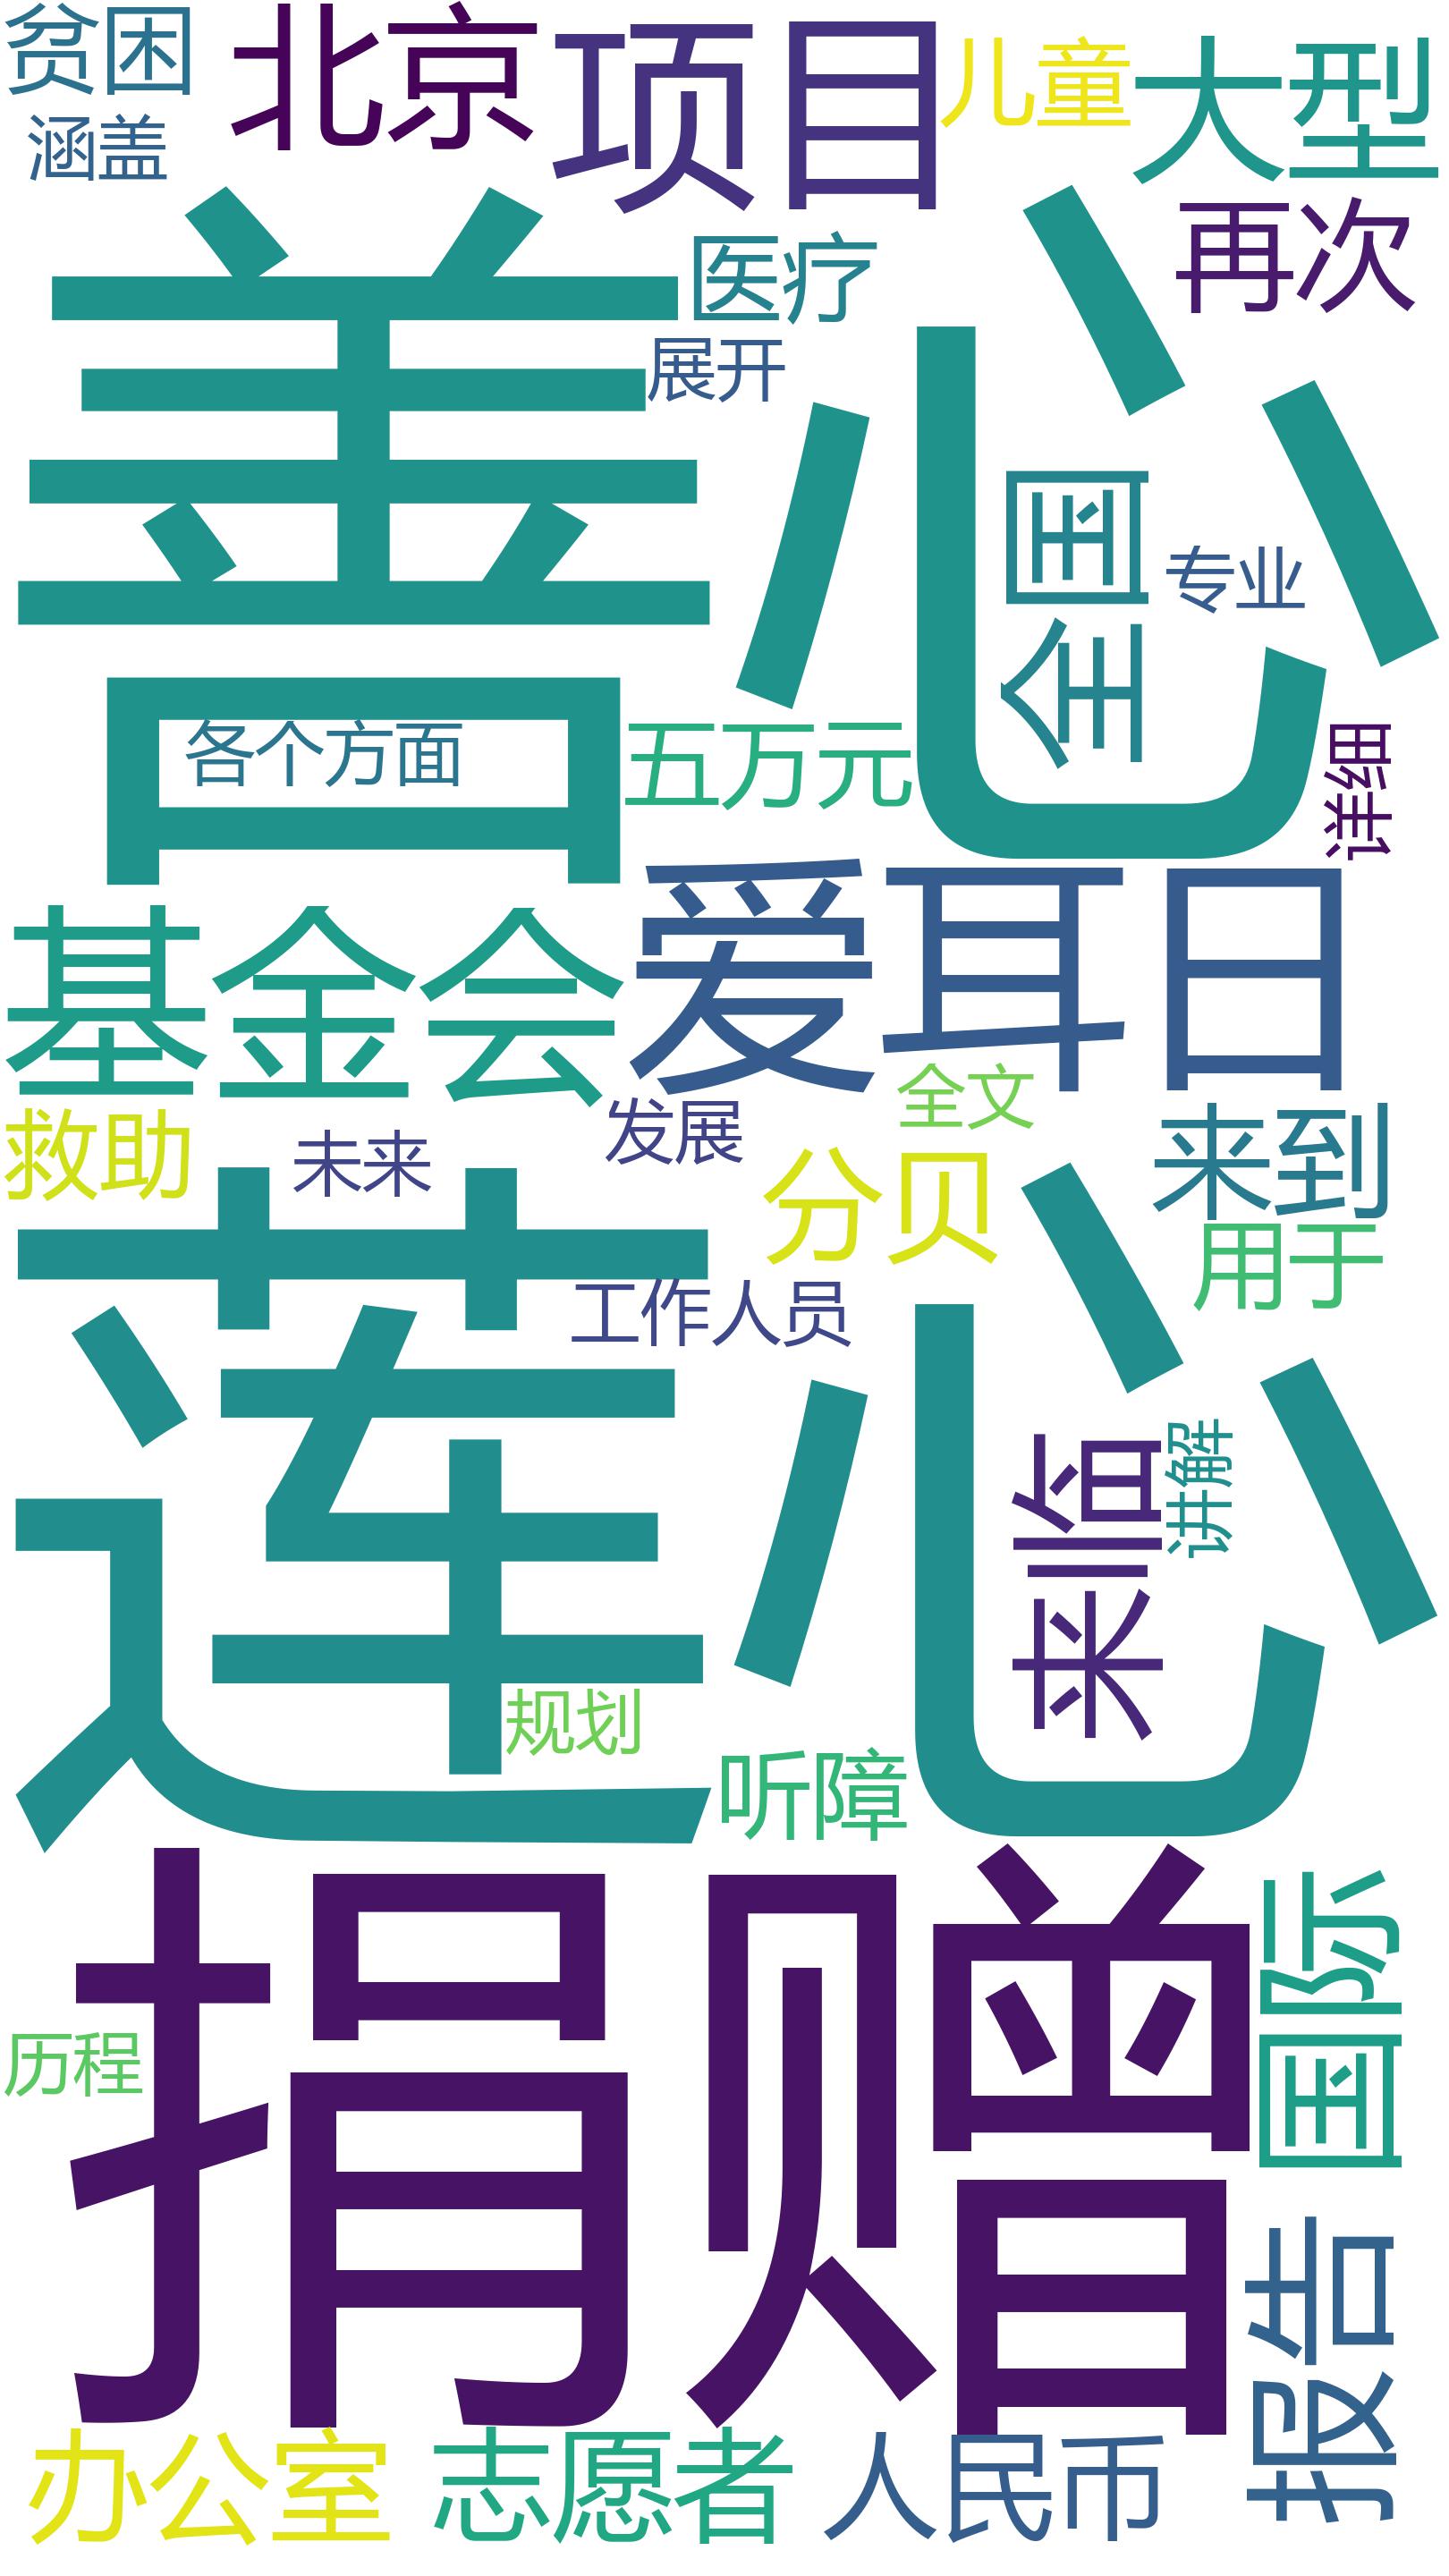 贫困
北京
项目
儿童
大型
涵盖
再次
善心
医疗
展开
全国
专业
各个方面
五万元
详细
基金会
爱耳日
全文
救助
未来
发展
分贝
来到
用于
莲心
工作人员
来临
讲解
规划
听障
捐赠
国际
历程
报告
办公室
志愿者
人民币